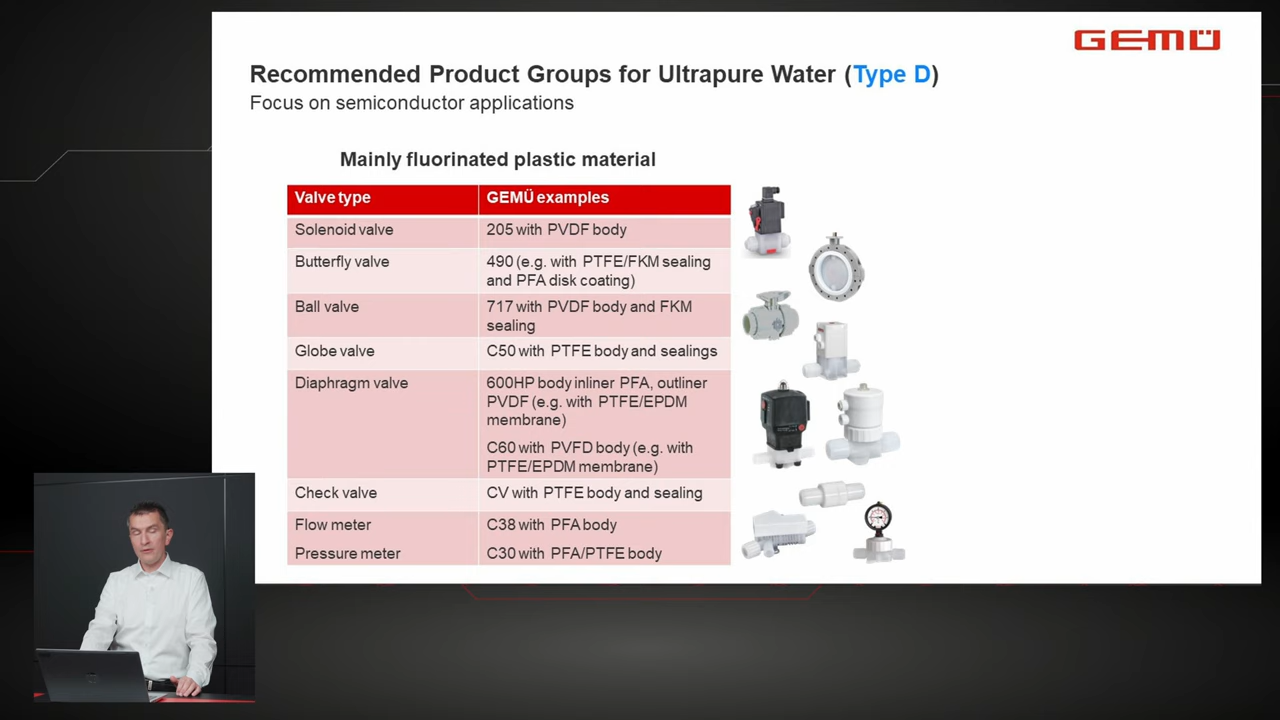 GEMÜ
Recommended Product Groups for Ultrapure Water (Type D)
Focus on semiconductor applications
Mainly fluorinated plastic material
Valve type GEMÜ examples
Solenoid valve 205 with PVDF body
Butterfly valve 490 (e.g. with PTFE/FKM sealing
and PFA disk coating)
Ball valve 717 with PVDF body and FKM
sealing
Globe valve C50 with PTFE body and sealings
Diaphragm valve 600HP body inliner PFA, outliner
PVDF (e.g. with PTFE/EPDM
membrane)
C60 with PVFD body (e.g. with
PTFE/EPDM membrane)
Check valve CV with PTFE body and sealing
Flow meter C38 with PFA body
Pressure meter C30 with PFA/PTFE body